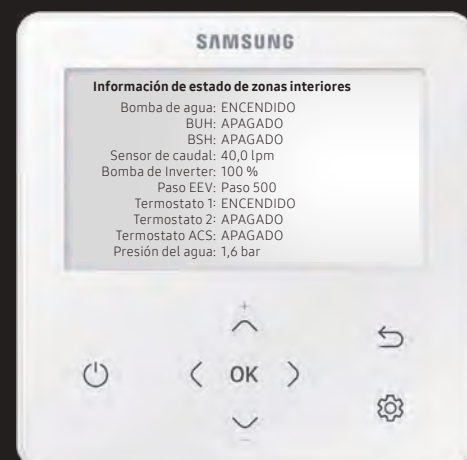 SAMSUNG
Información de estado de zonas interiores
Bomba de agua: ENCENDIDO
BUH: APAGADO
BSH: APAGADO
Sensor de caudal: 40,0 lpm
Bomba de Inverter: 100 %
Paso EEV: Paso 500
Termostato 1: ENCENDIDO
Termostato 2: APAGADO
Termostato ACS: APAGADO
Presión del agua: 1,6 bar
+
OK
-